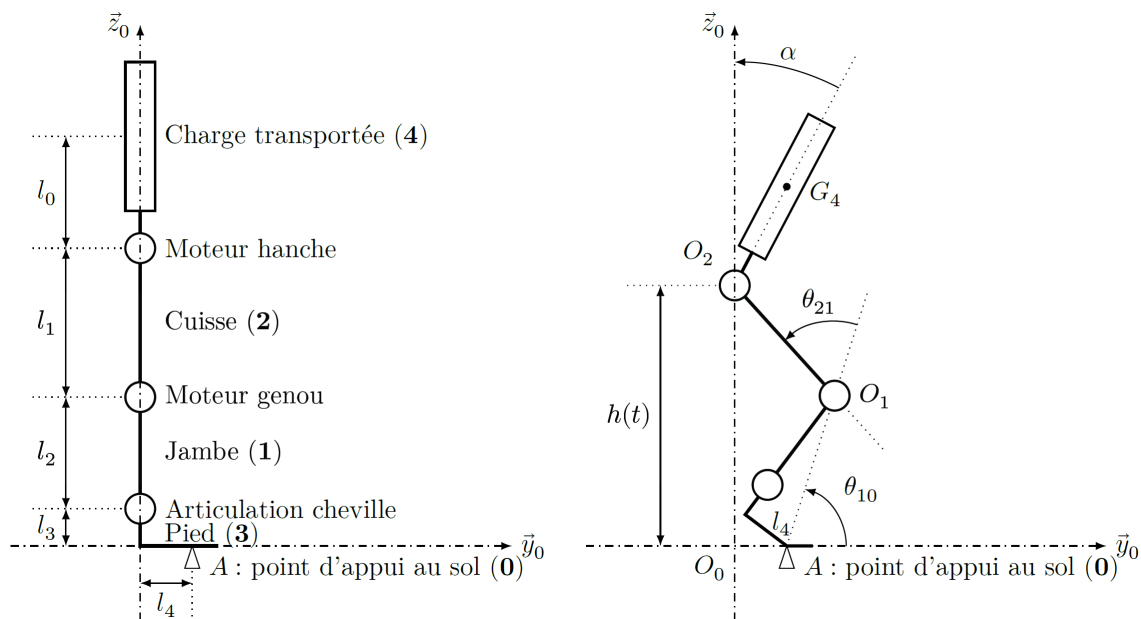 z⃗₀
Charge transportée (4)
l₀
Moteur hanche
l₁
Cuisse (2)
Moteur genou
l₂
Jambe (1)
Articulation cheville
l₃
Pied (3)
y⃗₀
A : point d'appui au sol (0)
l₄
z⃗₀
α
G₄
O₂
θ₂₁
h(t)
O₁
θ₁₀
l₄
y⃗₀
O₀
A : point d'appui au sol (0)